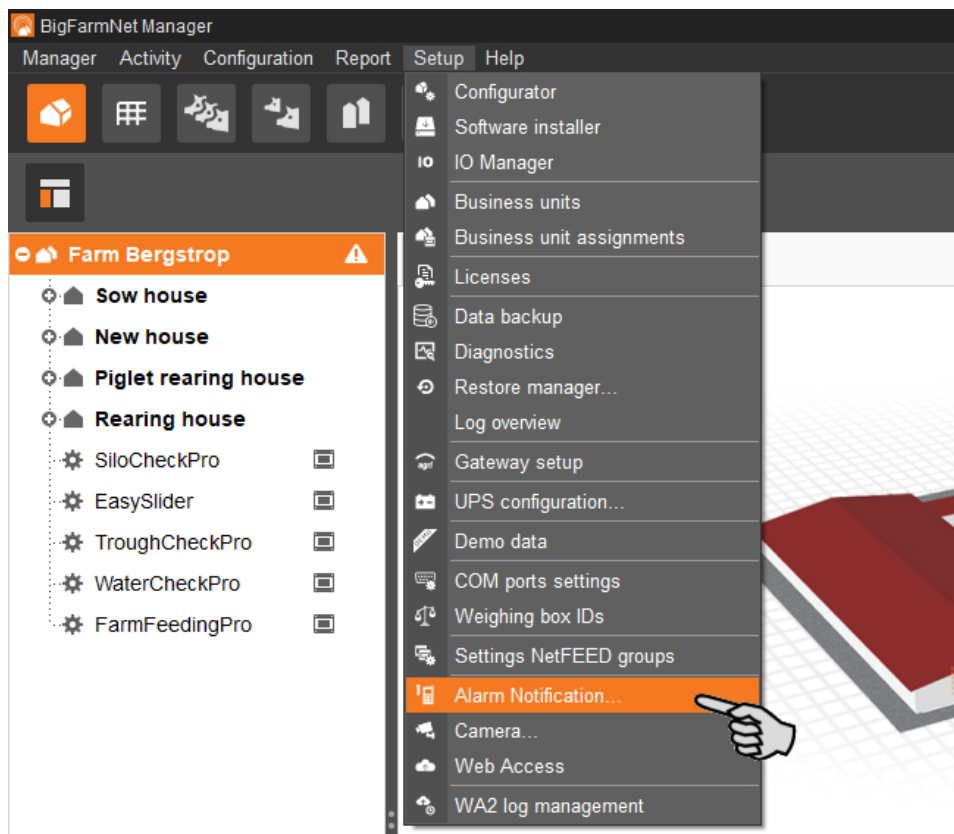 BigFarmNet Manager
Manager Activity Configuration Report Setup Help
Configurator
Software installer
IO IO Manager
Business units
Business unit assignments
Licenses
Data backup
Diagnostics
Restore manager...
Log overview
agri Gateway setup
UPS configuration...
DEMO Demo data
COM ports settings
Weighing box IDs
Settings NetFEED groups
Alarm Notification...
Camera...
Web Access
WA2 log management
Farm Bergstrop
Sow house
New house
Piglet rearing house
Rearing house
SiloCheckPro
EasySlider
TroughCheckPro
WaterCheckPro
FarmFeedingPro